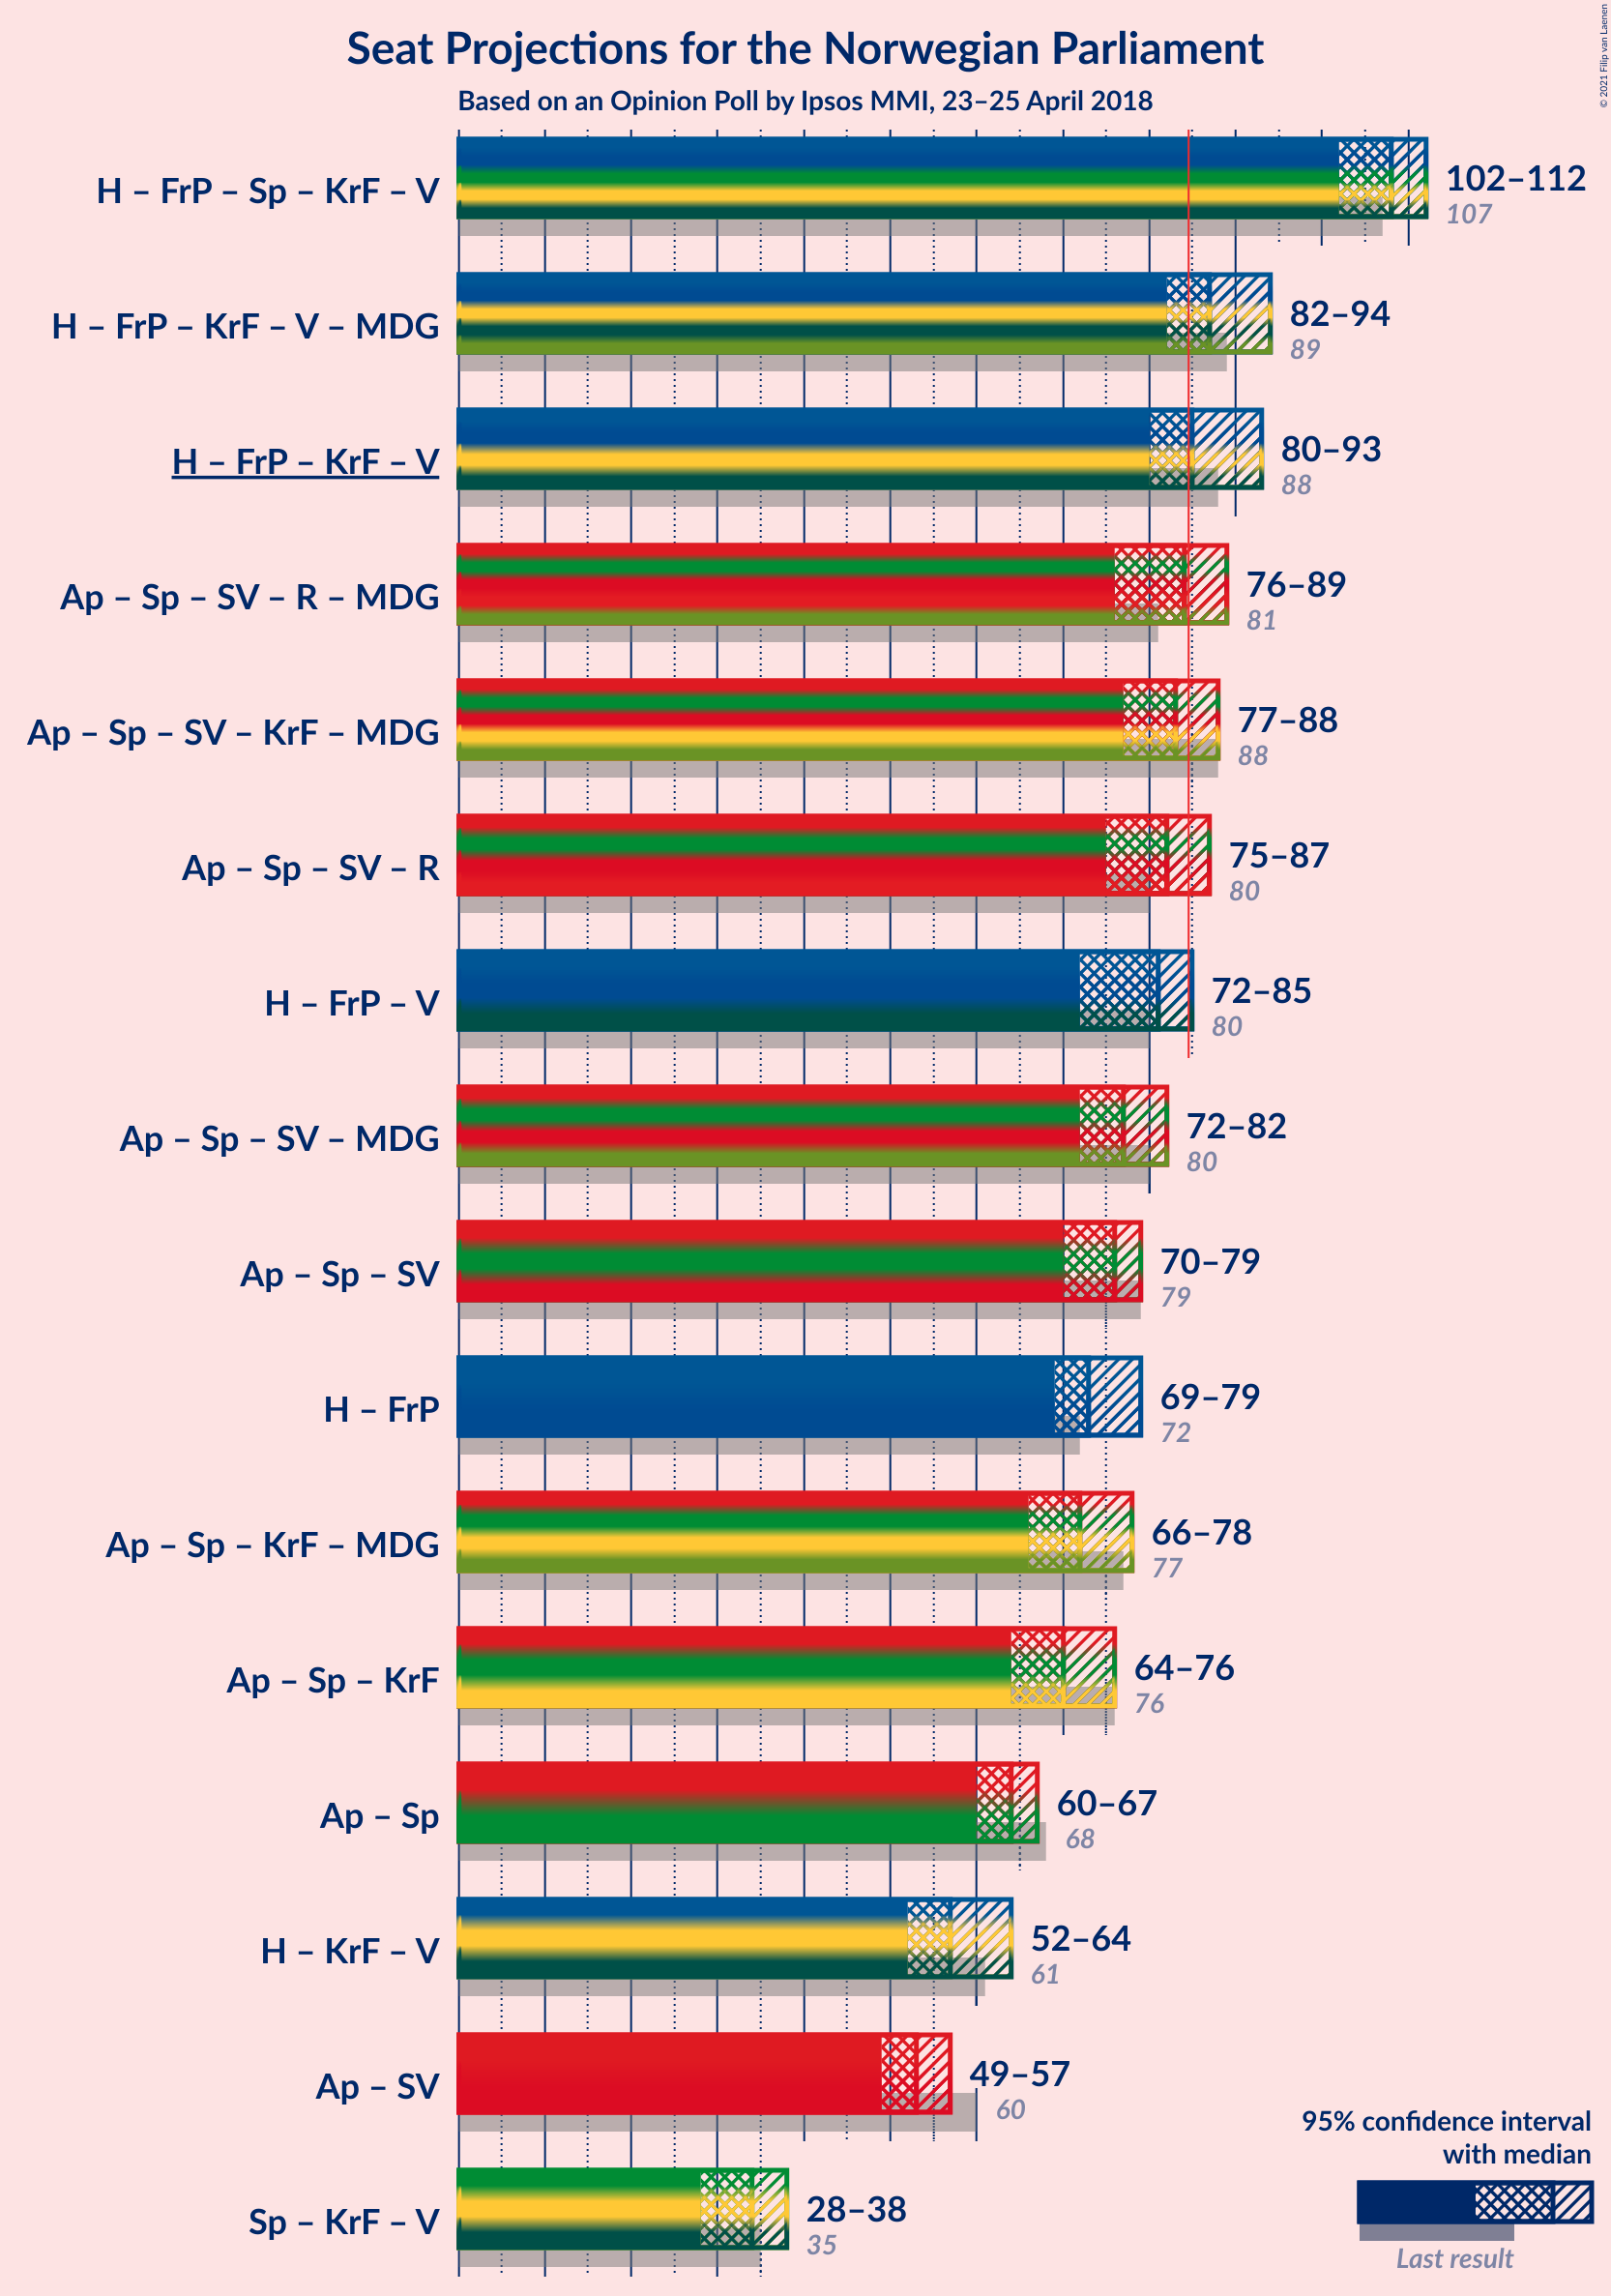 Seat Projections for the Norwegian Parliament
Based on an Opinion Poll by Ipsos MMI, 23–25 April 2018
© 2021 Filip van Laenen
H – FrP – Sp – KrF – V
102–112
107
H – FrP – KrF – V – MDG
82–94
89
H – FrP – KrF – V
80–93
88
Ap – Sp – SV – R – MDG
76–89
81
Ap – Sp – SV – KrF – MDG
77–88
88
Ap – Sp – SV – R
75–87
80
H – FrP – V
72–85
80
Ap – Sp – SV – MDG
72–82
80
Ap – Sp – SV
70–79
79
H – FrP
69–79
72
Ap – Sp – KrF – MDG
66–78
77
Ap – Sp – KrF
64–76
76
Ap – Sp
60–67
68
H – KrF – V
52–64
61
Ap – SV
49–57
60
Sp – KrF – V
28–38
35
95% confidence interval
with median
Last result